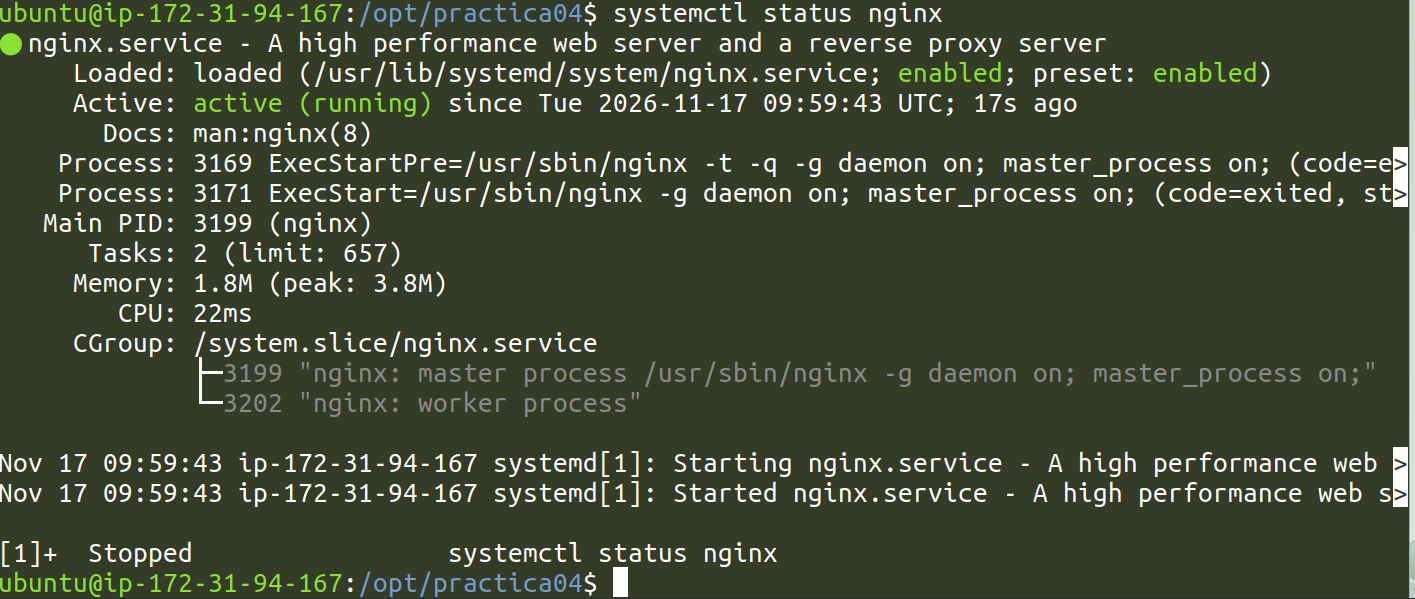 ubuntu@ip-172-31-94-167:/opt/practica04$ systemctl status nginx
● nginx.service - A high performance web server and a reverse proxy server
     Loaded: loaded (/usr/lib/systemd/system/nginx.service; enabled; preset: enabled)
     Active: active (running) since Tue 2026-11-17 09:59:43 UTC; 17s ago
       Docs: man:nginx(8)
    Process: 3169 ExecStartPre=/usr/sbin/nginx -t -q -g daemon on; master_process on; (code=e>
    Process: 3171 ExecStart=/usr/sbin/nginx -g daemon on; master_process on; (code=exited, st>
   Main PID: 3199 (nginx)
      Tasks: 2 (limit: 657)
     Memory: 1.8M (peak: 3.8M)
        CPU: 22ms
     CGroup: /system.slice/nginx.service
             ├─3199 "nginx: master process /usr/sbin/nginx -g daemon on; master_process on;"
             └─3202 "nginx: worker process"

Nov 17 09:59:43 ip-172-31-94-167 systemd[1]: Starting nginx.service - A high performance web >
Nov 17 09:59:43 ip-172-31-94-167 systemd[1]: Started nginx.service - A high performance web s>

[1]+  Stopped                 systemctl status nginx
ubuntu@ip-172-31-94-167:/opt/practica04$